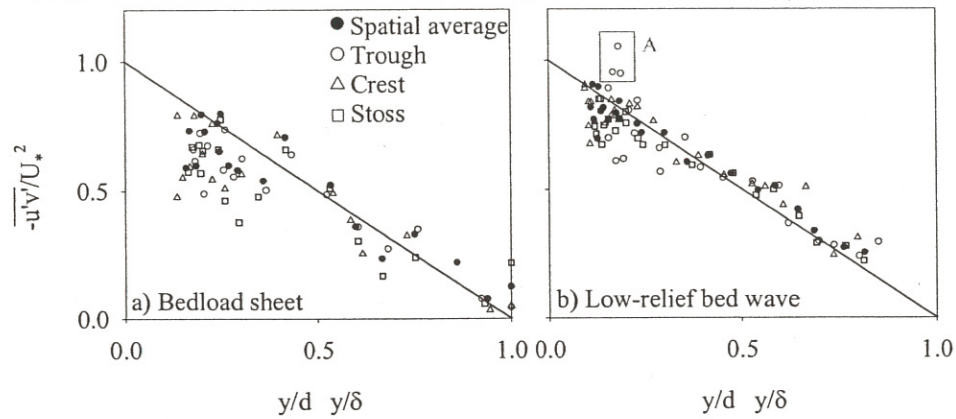 Spatial average
Trough
Crest
Stoss
-u'v'/U*²
1.0
0.5
0.0
a) Bedload sheet
0.0
0.5
1.0
y/d y/δ
A
b) Low-relief bed wave
0.0
0.5
1.0
y/d y/δ